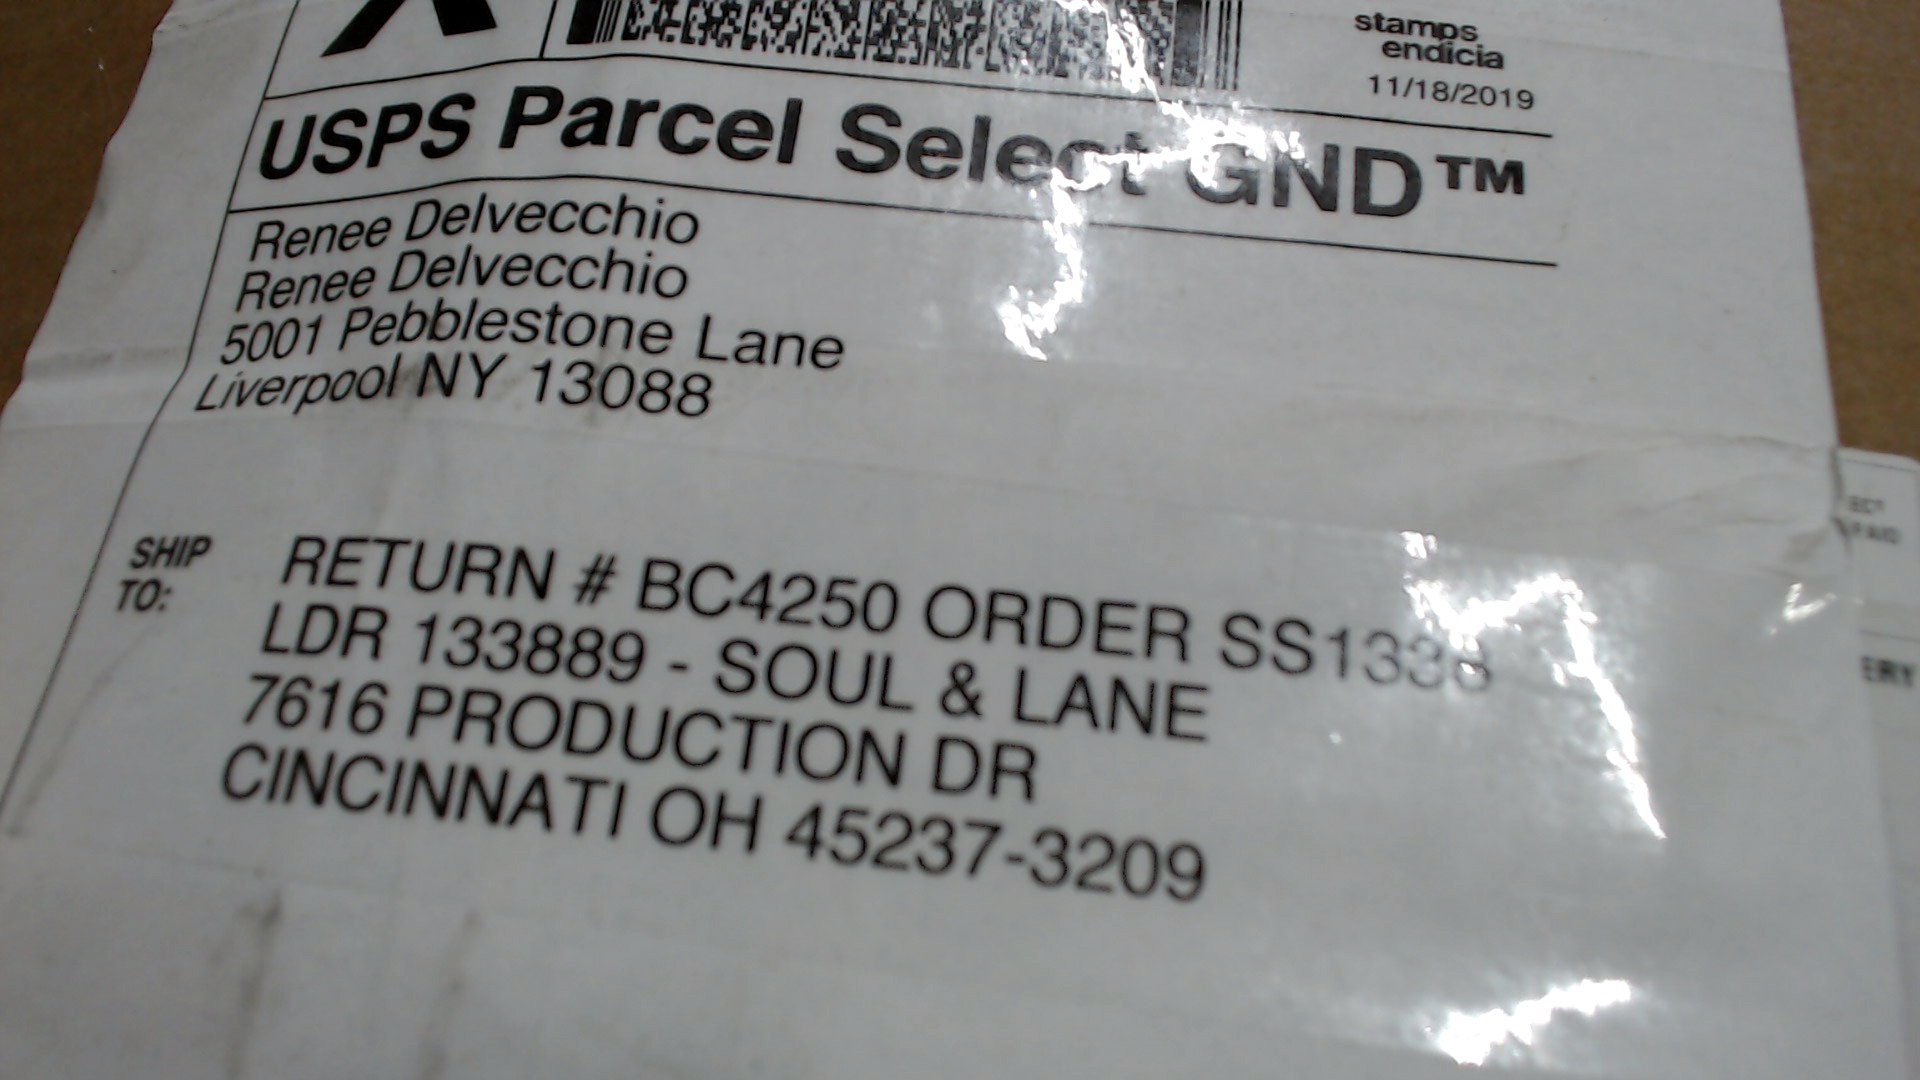 stamps
endicia
11/18/2019
USPS Parcel Select GND™
Renee Delvecchio
Renee Delvecchio
5001 Pebblestone Lane
Liverpool NY 13088
SHIP
TO:
RETURN # BC4250 ORDER
LDR 133889 - SOUL & LANE
7616 PRODUCTION DR
CINCINNATI OH 45237-3209